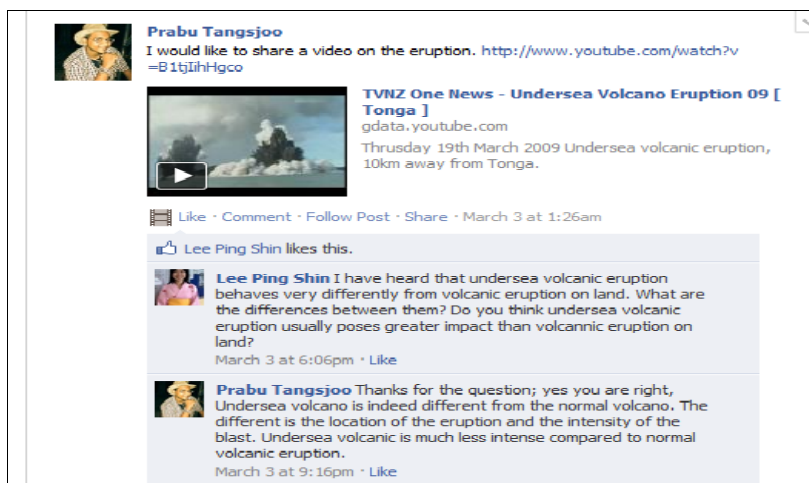 Prabu Tangsjoo
I would like to share a video on the eruption. http://www.youtube.com/watch?v
=B1tjIihHgco
TVNZ One News - Undersea Volcano Eruption 09 [
Tonga ]
gdata.youtube.com
Thrusday 19th March 2009 Undersea volcanic eruption,
10km away from Tonga.
Like · Comment · Follow Post · Share · March 3 at 1:26am
Lee Ping Shin likes this.
Lee Ping Shin I have heard that undersea volcanic eruption
behaves very differently from volcanic eruption on land. What are
the differences between them? Do you think undersea volcanic
eruption usually poses greater impact than volcannic eruption on
land?
March 3 at 6:06pm · Like
Prabu Tangsjoo Thanks for the question; yes you are right,
Undersea volcano is indeed different from the normal volcano. The
different is the location of the eruption and the intensity of the
blast. Undersea volcanic is much less intense compared to normal
volcanic eruption.
March 3 at 9:16pm · Like